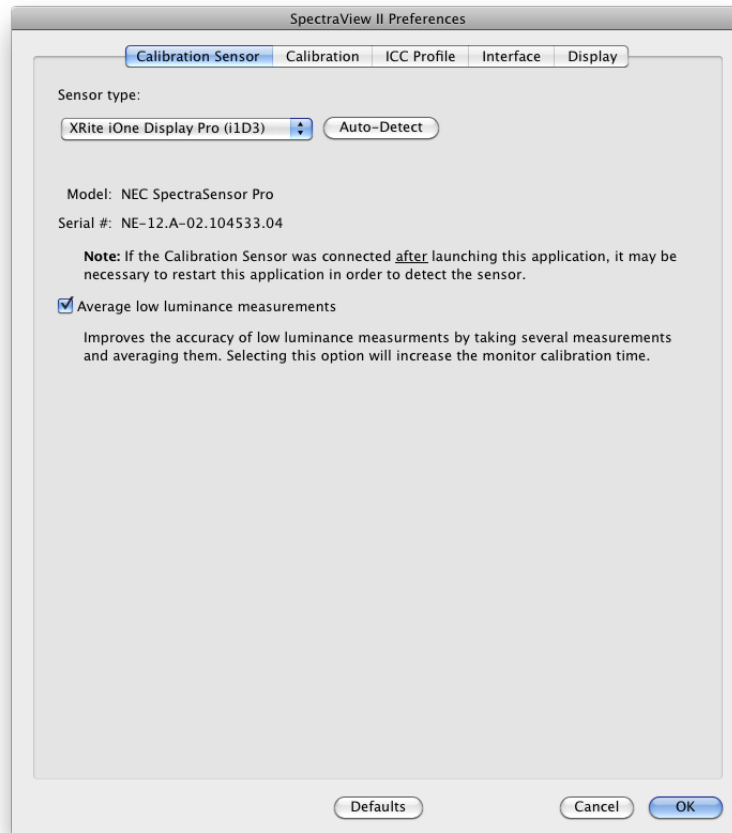 SpectraView II Preferences
Calibration Sensor Calibration ICC Profile Interface Display
Sensor type:
XRite iOne Display Pro (i1D3) Auto-Detect
Model: NEC SpectraSensor Pro
Serial #: NE-12.A-02.104533.04
Note: If the Calibration Sensor was connected after launching this application, it may be
necessary to restart this application in order to detect the sensor.
Average low luminance measurements
Improves the accuracy of low luminance measurments by taking several measurements
and averaging them. Selecting this option will increase the monitor calibration time.
Defaults Cancel OK